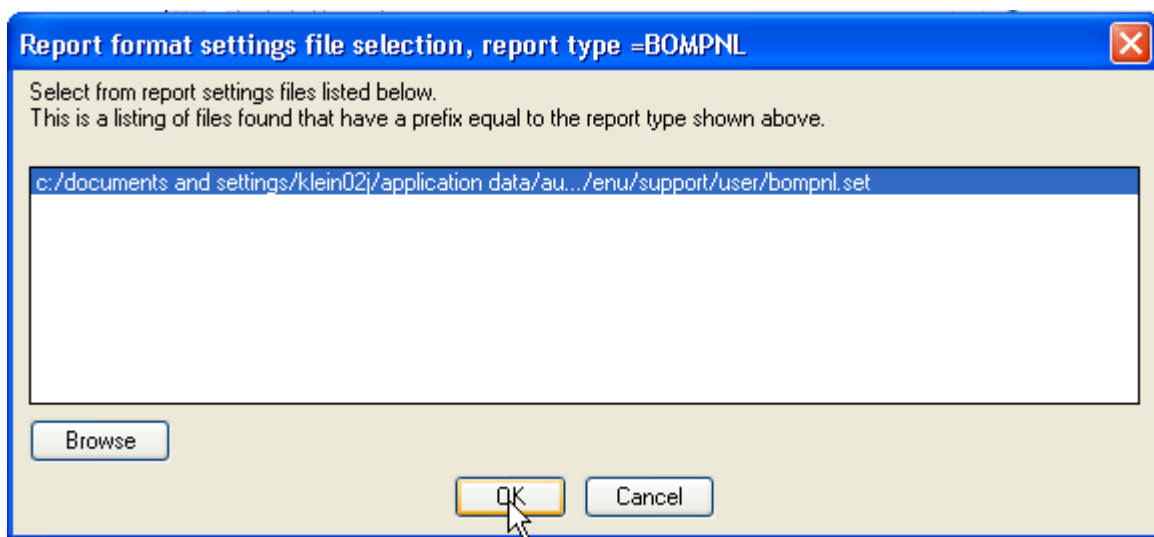 Report format settings file selection, report type =BOMPNL
Select from report settings files listed below.
This is a listing of files found that have a prefix equal to the report type shown above.
c:/documents and settings/klein02j/application data/au.../enu/support/user/bompnl.set
Browse
OK
Cancel